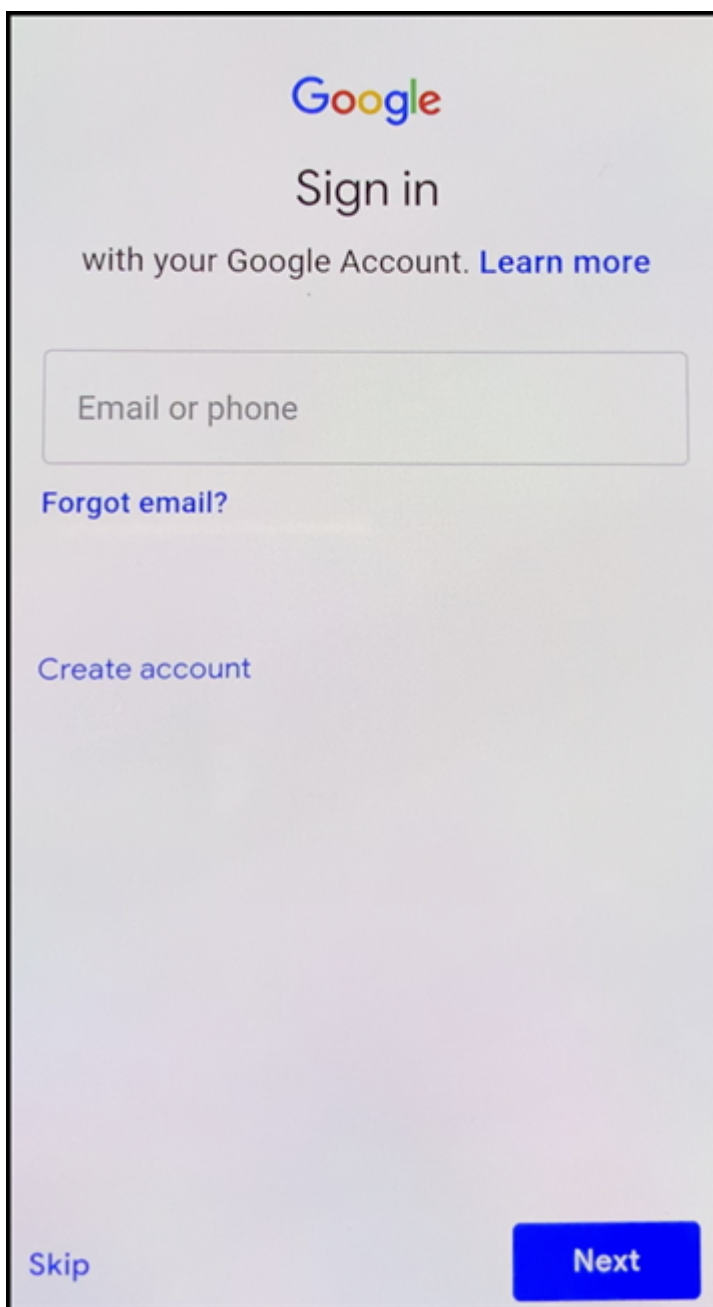 Google
Sign in
with your Google Account. Learn more
Email or phone
Forgot email?
Create account
Skip
Next